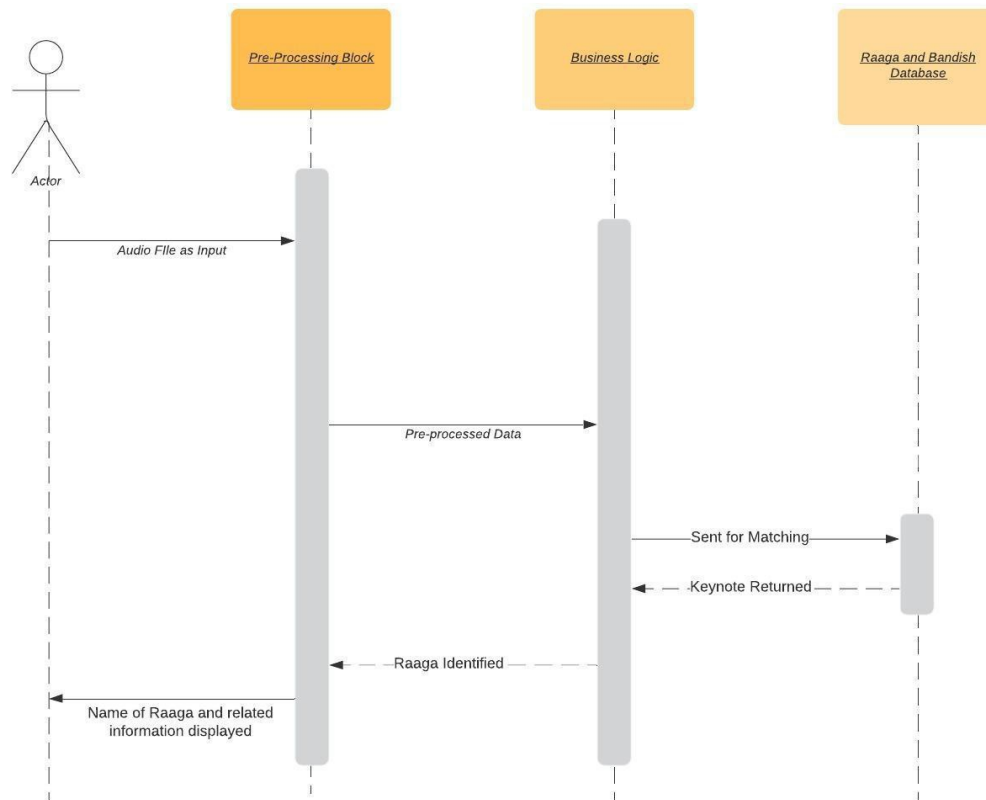 Pre-Processing Block
Business Logic
Raaga and Bandish
Database
Actor
Audio FIle as Input
Pre-processed Data
Sent for Matching
Keynote Returned
Raaga Identified
Name of Raaga and related
information displayed